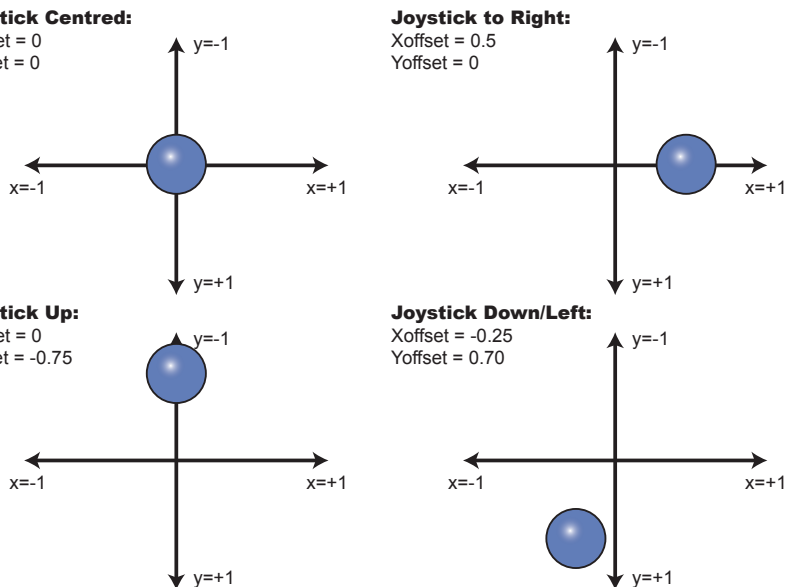 tick Centred:
et = 0
et = 0
y=-1
x=-1
x=+1
y=+1
Joystick to Right:
Xoffset = 0.5
Yoffset = 0
y=-1
x=-1
x=+1
y=+1
tick Up:
et = 0
et = -0.75
y=-1
x=-1
x=+1
y=+1
Joystick Down/Left:
Xoffset = -0.25
Yoffset = 0.70
y=-1
x=-1
x=+1
y=+1